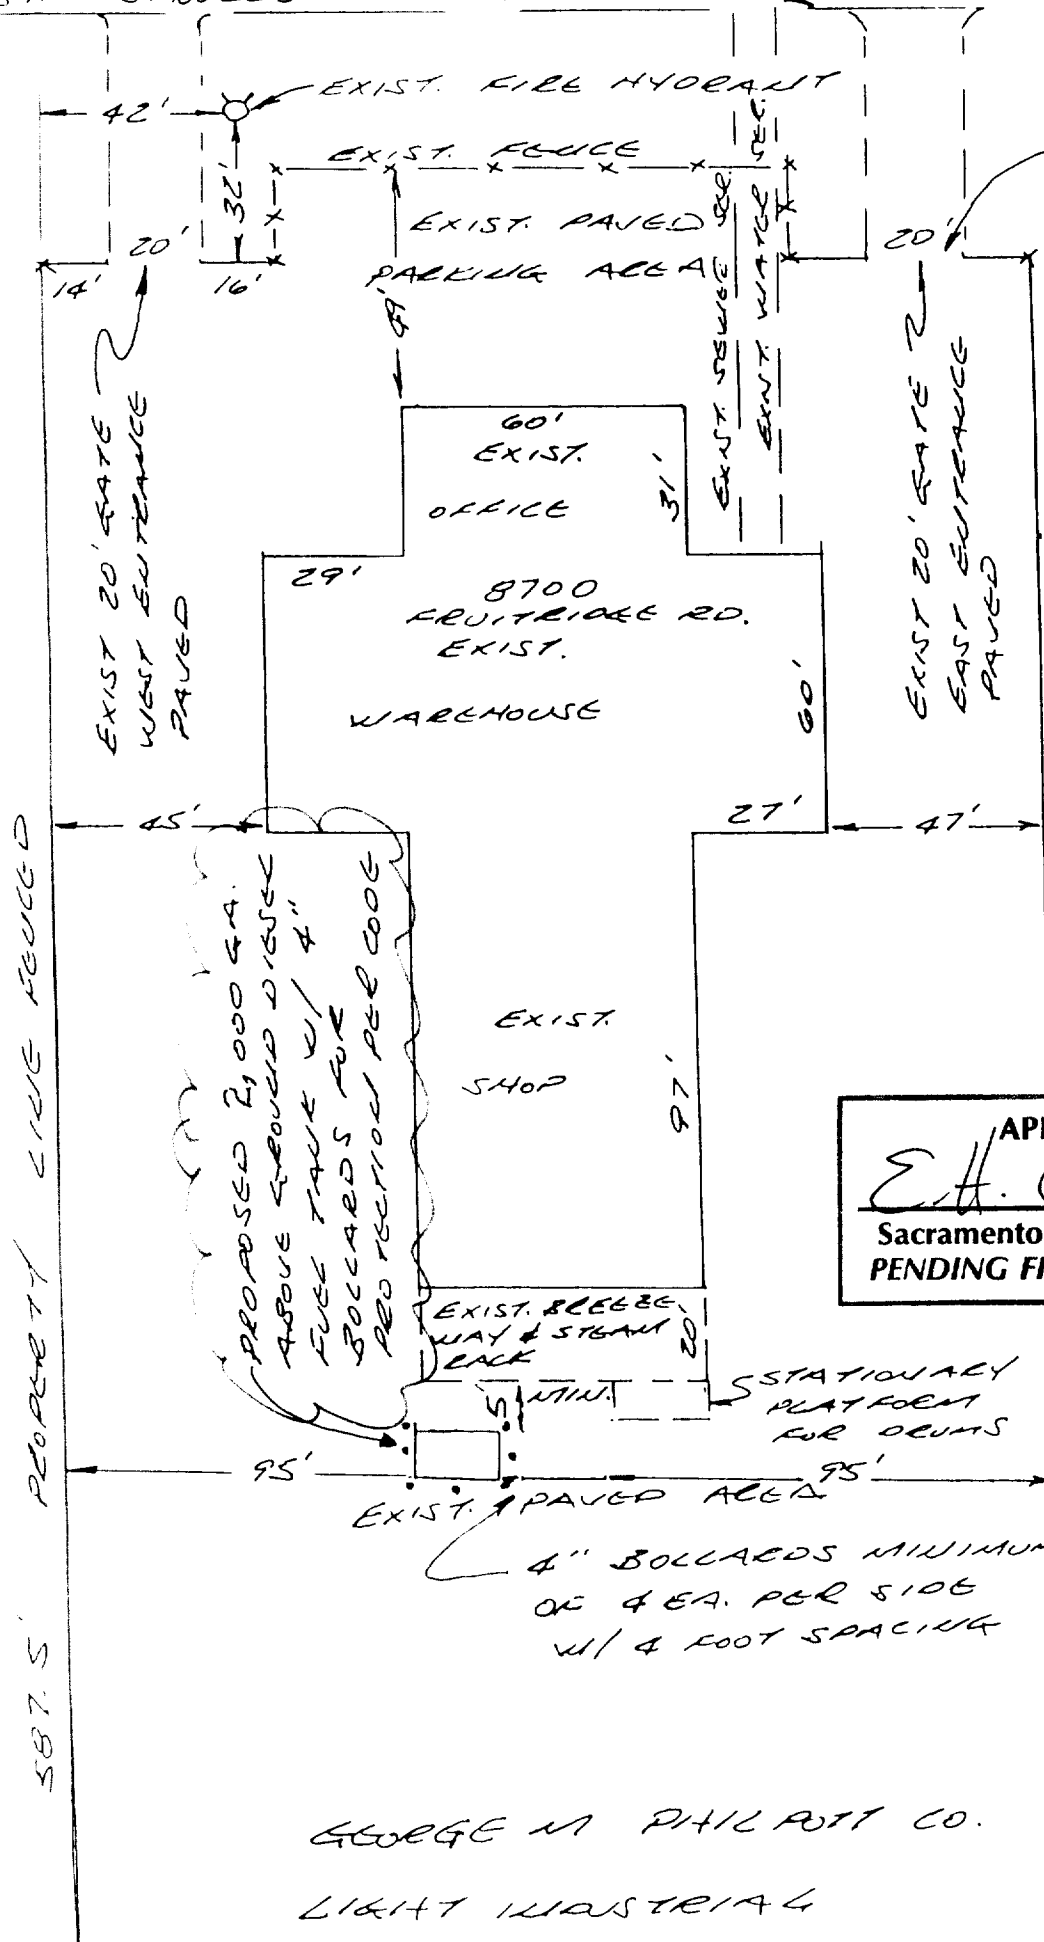 42'
EXIST. FIRE HYDRANT
32'
EXIST. FENCE
EXIST. PAVED
PARKING AREA
EXIST. SEWER SER.
EXIST. WATER SER.
14'
20'
16'
20'
49'
EXIST 20' GATE
WEST ENTRANCE
PAVED
EXIST 20' GATE
EAST ENTRANCE
PAVED
60'
EXIST.
OFFICE
31'
29'
8700
FRUITRIDGE RD.
EXIST.
WAREHOUSE
60'
45'
27'
47'
PROPERTY LINE FENCED
587.5'
PROPOSED 2,000 GA.
ABOVE GROUND DIESEL
FUEL TANK W/ 4"
BOLLARDS FOR
PROTECTION PER CODE
EXIST.
SHOP
97'
E.H.
Sacramento
PENDING
EXIST. BREEZE
WAY & STEAM
RACK
20'
5' MIN.
STATIONARY
PLATFORM
FOR DRUMS
95'
95'
EXIST. PAVED AREA
4" BOLLARDS MINIMUM
OF 4 EA. PER SIDE
W/ 4 FOOT SPACING
GEORGE M PHILPOTT CO.
LIGHT INDUSTRIAL